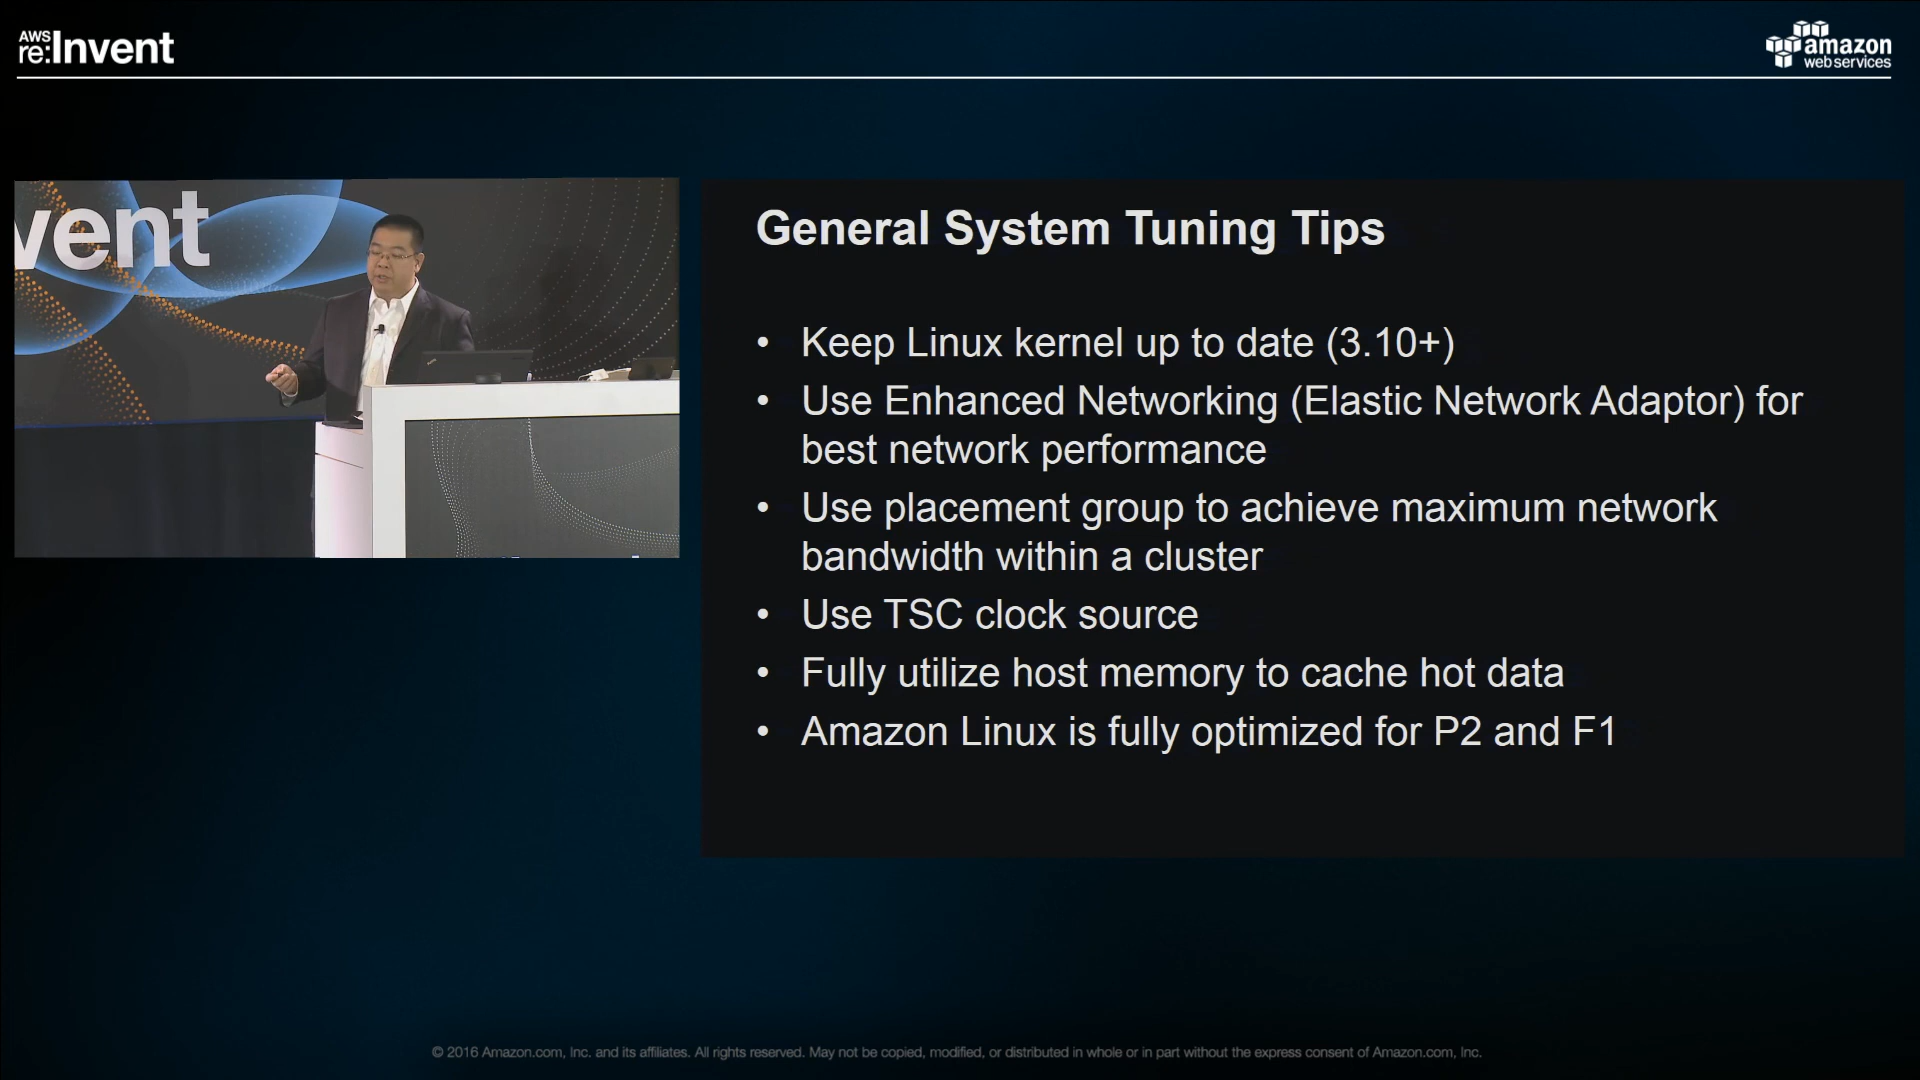 AWS
re:Invent
amazon
webservices
vent
General System Tuning Tips
• Keep Linux kernel up to date (3.10+)
• Use Enhanced Networking (Elastic Network Adaptor) for
best network performance
• Use placement group to achieve maximum network
bandwidth within a cluster
• Use TSC clock source
• Fully utilize host memory to cache hot data
• Amazon Linux is fully optimized for P2 and F1
© 2016 Amazon.com, Inc. and its affiliates. All rights reserved. May not be copied, modified, or distributed in whole or in part without the express consent of Amazon.com, Inc.